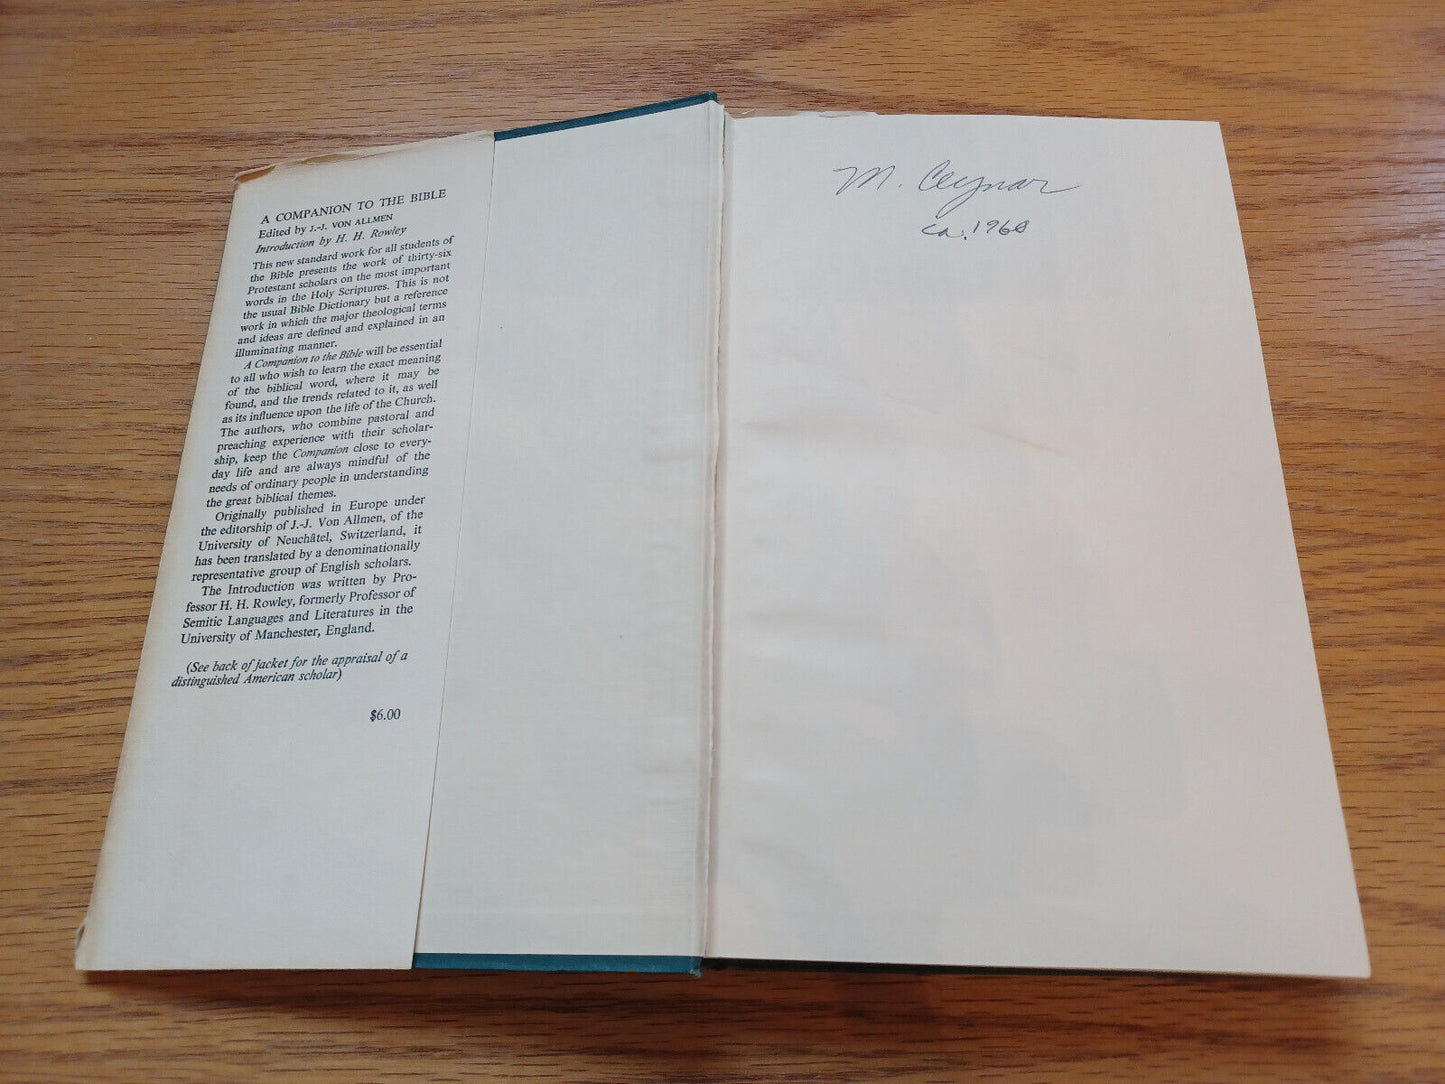 A COMPANION TO THE BIBLE
Edited by J.-J. VON ALLMEN
Introduction by H. H. Rowley
This new standard work for all students of
the Bible presents the work of thirty-six
Protestant scholars on the most important
words in the Holy Scriptures. This is not
the usual Bible Dictionary but a reference
work in which the major theological terms
and ideas are defined and explained in an
illuminating manner.
A Companion to the Bible will be essential
to all who wish to learn the exact meaning
of the biblical word, where it may be
found, and the trends related to it, as well
as its influence upon the life of the Church.
The authors, who combine pastoral and
preaching experience with their scholar-
ship, keep the Companion close to every-
day life and are always mindful of the
needs of ordinary people in understanding
the great biblical themes.
Originally published in Europe under
the editorship of J.-J. Von Allmen, of the
University of Neuchâtel, Switzerland, it
has been translated by a denominationally
representative group of English scholars.
The Introduction was written by Pro-
fessor H. H. Rowley, formerly Professor of
Semitic Languages and Literatures in the
University of Manchester, England.
(See back of jacket for the appraisal of a
distinguished American scholar)
$6.00
M. Ceynar
ca. 1960